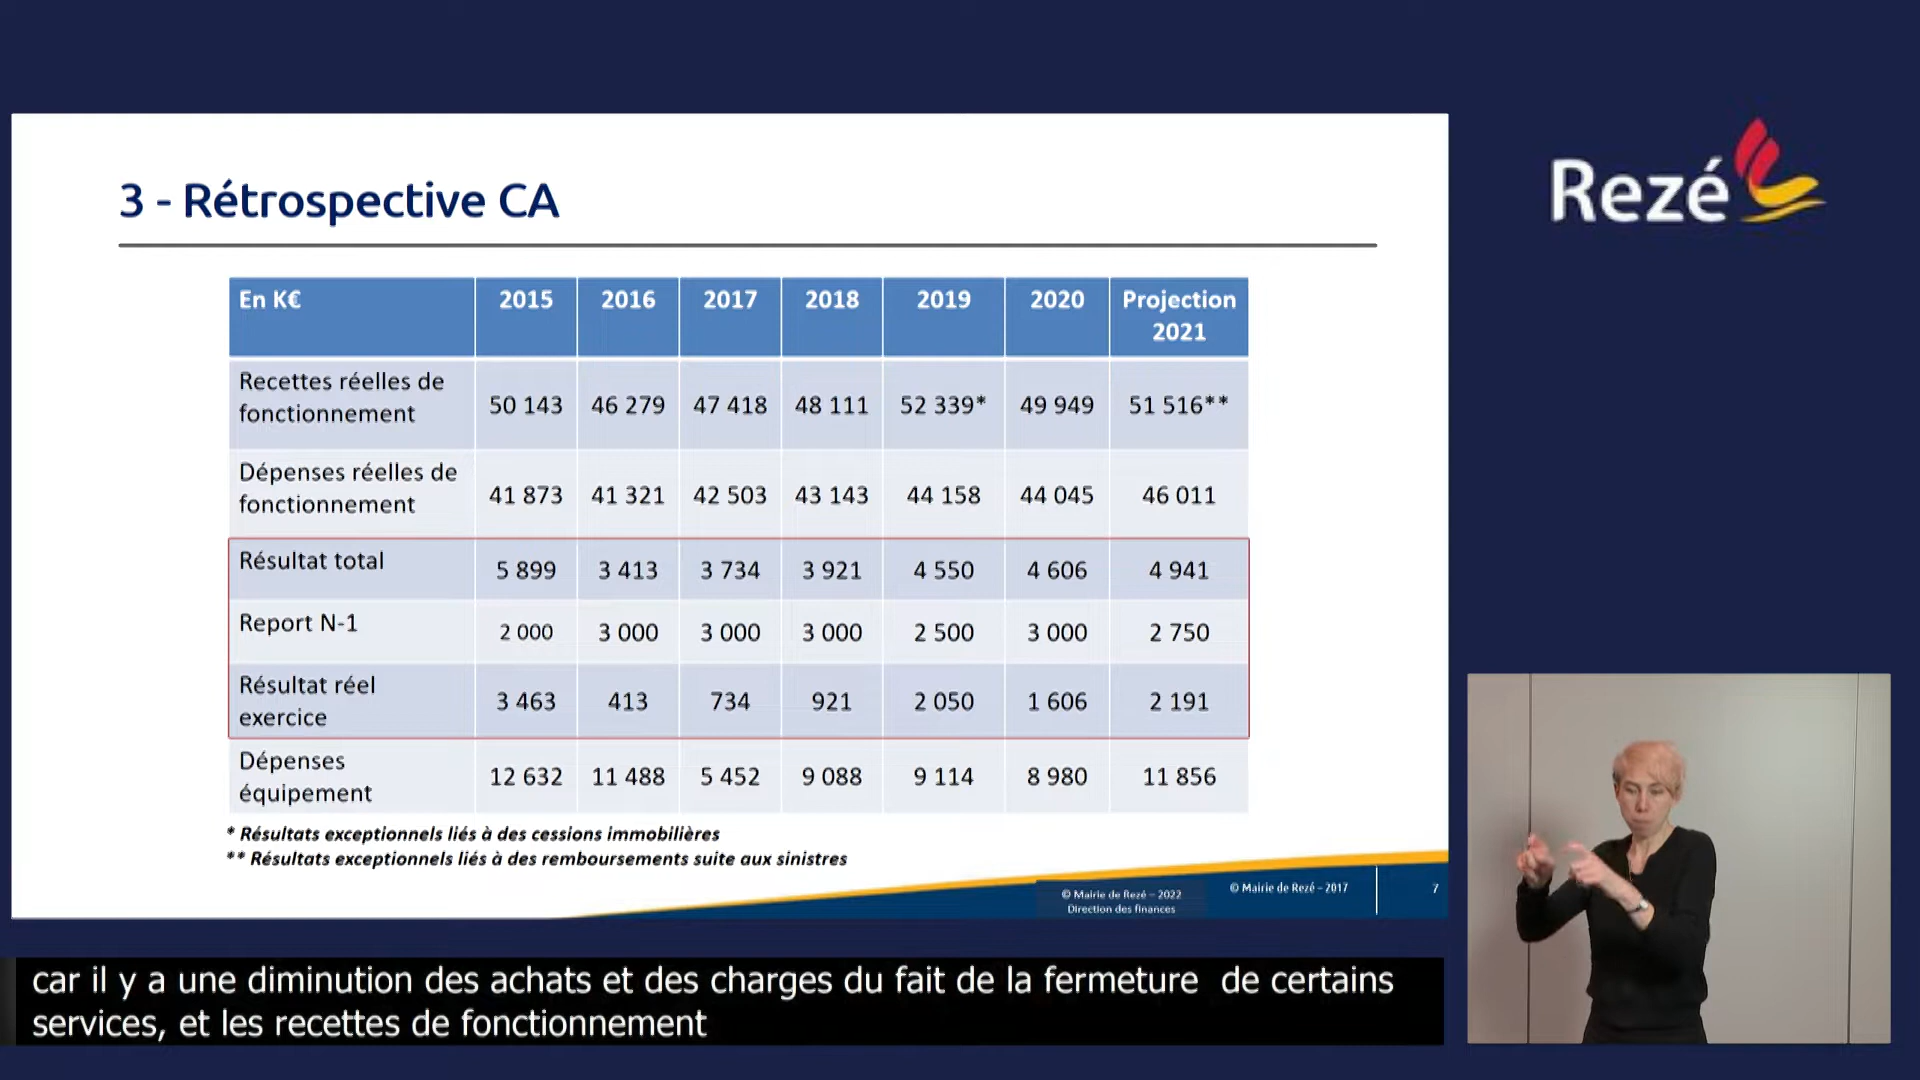 Rezé
3 - Rétrospective CA
En K€ 2015 2016 2017 2018 2019 2020 Projection
2021
Recettes réelles de
fonctionnement 50 143 46 279 47 418 48 111 52 339* 49 949 51 516**
Dépenses réelles de
fonctionnement 41 873 41 321 42 503 43 143 44 158 44 045 46 011
Résultat total 5 899 3 413 3 734 3 921 4 550 4 606 4 941
Report N-1 2 000 3 000 3 000 3 000 2 500 3 000 2 750
Résultat réel
exercice 3 463 413 734 921 2 050 1 606 2 191
Dépenses
équipement 12 632 11 488 5 452 9 088 9 114 8 980 11 856
* Résultats exceptionnels liés à des cessions immobilières
** Résultats exceptionnels liés à des remboursements suite aux sinistres
© Mairie de Rezé – 2022
Direction des finances
© Mairie de Rezé – 2017
7
car il y a une diminution des achats et des charges du fait de la fermeture de certains
services, et les recettes de fonctionnement